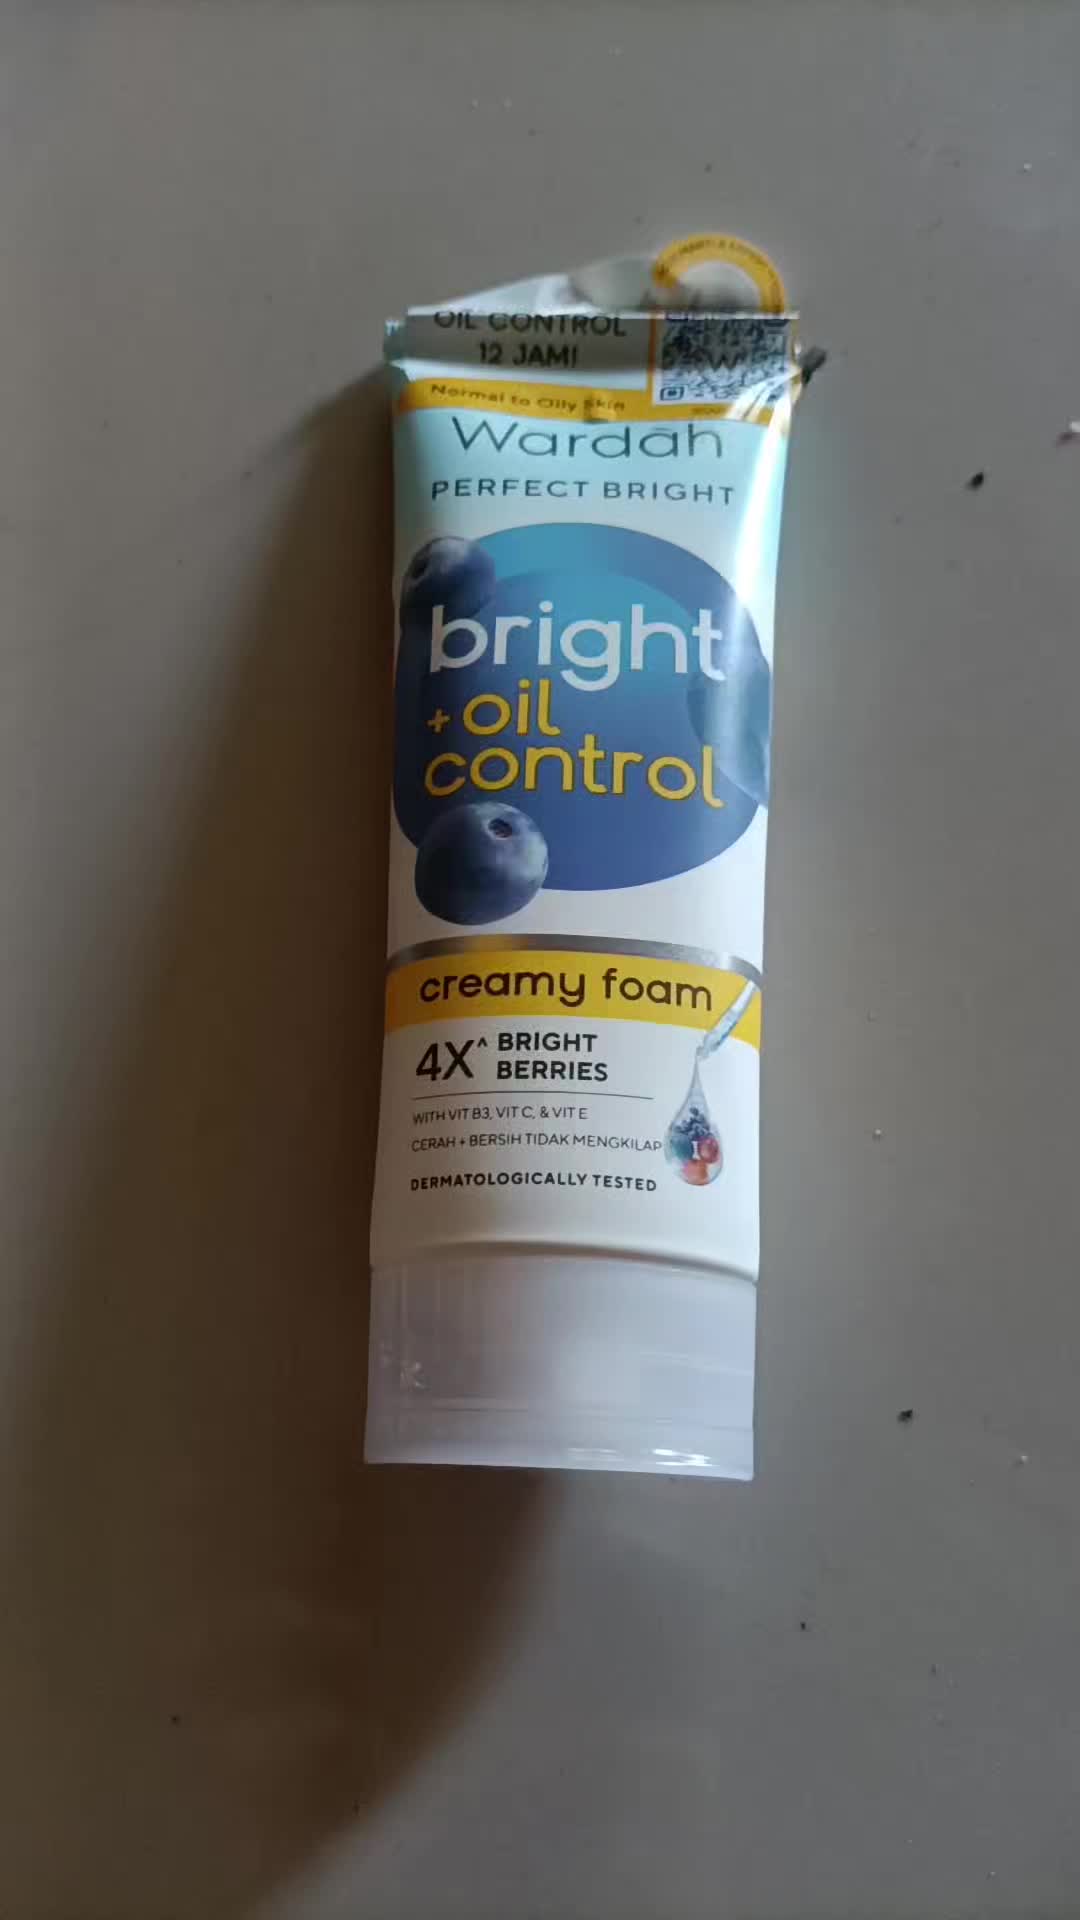 OIL CONTROL
12 JAM!
Normal to Oily Skin
Wardah
PERFECT BRIGHT
bright
+ oil
control
creamy foam
4X^ BRIGHT
BERRIES
WITH VIT B3, VIT C, & VIT E
CERAH + BERSIH TIDAK MENGKILAP
DERMATOLOGICALLY TESTED